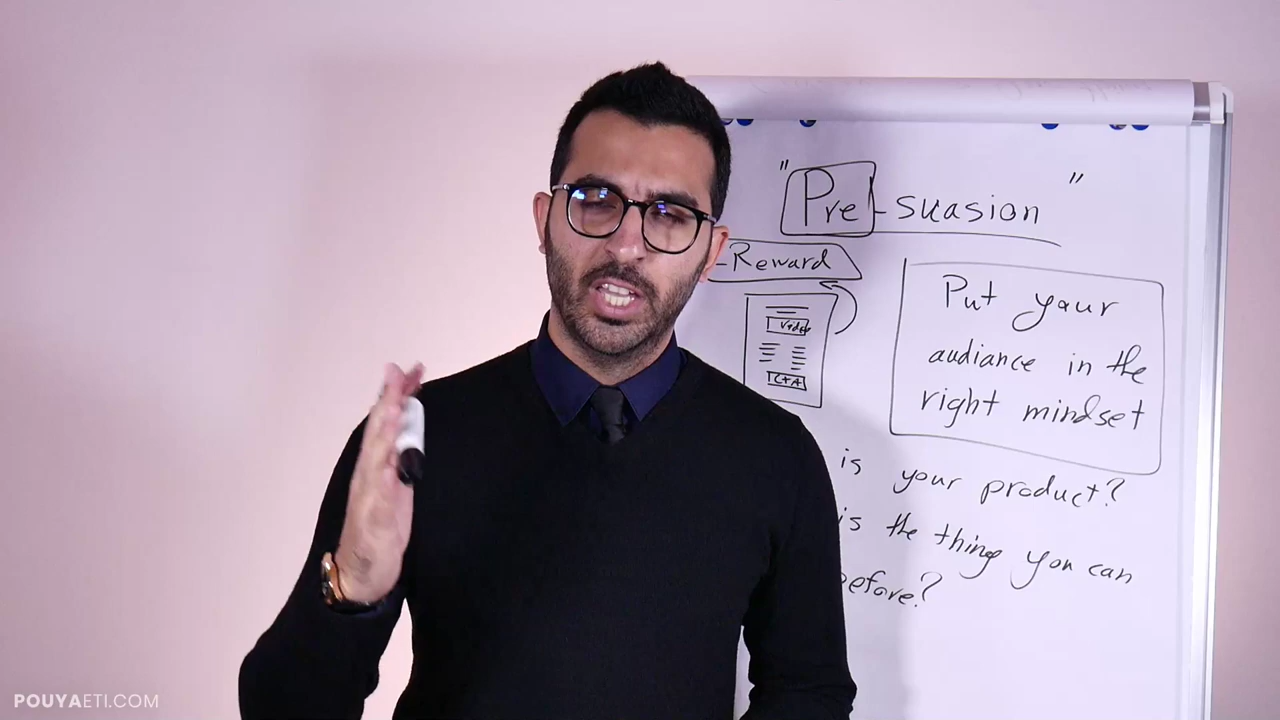 "Pre-suasion"
-Reward
Video
CTA
Put your
audiance in the
right mindset
is your product?
is the thing you can
before?
POUYAETI.COM